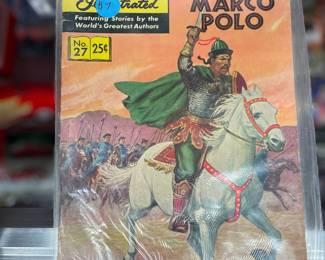 Illustrated
Featuring Stories by the
World's Greatest Authors
No. 27 25¢
MARCO
POLO